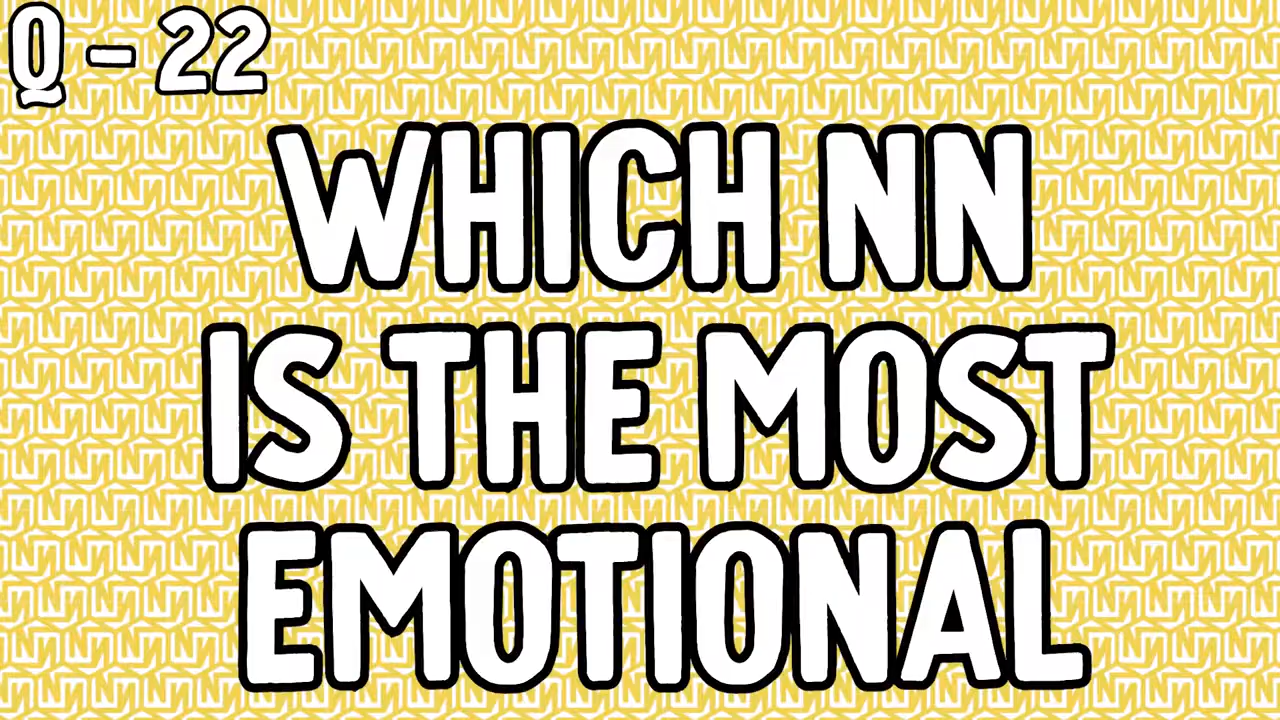 Q - 22
WHICH NN
IS THE MOST
EMOTIONAL